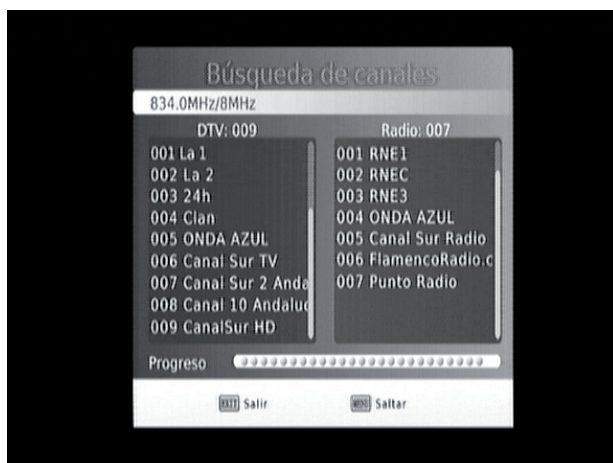 Búsqueda de canales
834.0MHz/8MHz
DTV: 009
001 La 1
002 La 2
003 24h
004 Clan
005 ONDA AZUL
006 Canal Sur TV
007 Canal Sur 2 Anda
008 Canal 10 Andaluc
009 CanalSur HD
Radio: 007
001 RNE1
002 RNEC
003 RNE3
004 ONDA AZUL
005 Canal Sur Radio
006 FlamencoRadio.c
007 Punto Radio
Progreso
EXIT Salir
MENU Saltar